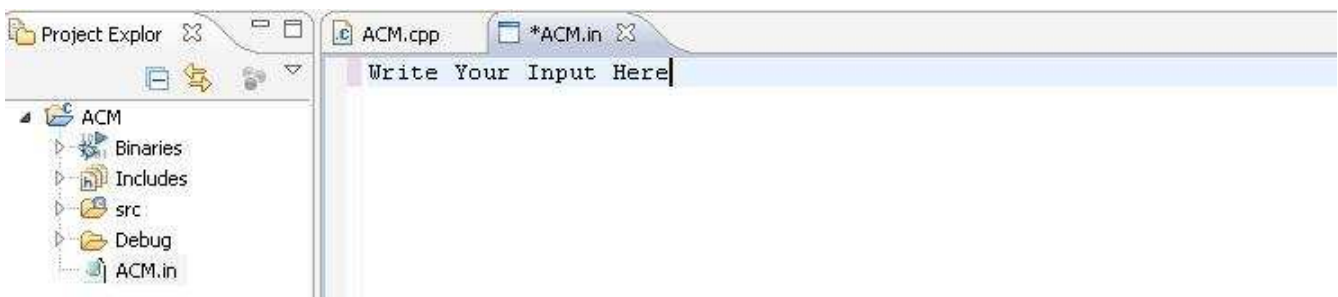 Project Explor
ACM.cpp
*ACM.in
Write Your Input Here
ACM
Binaries
Includes
src
Debug
ACM.in